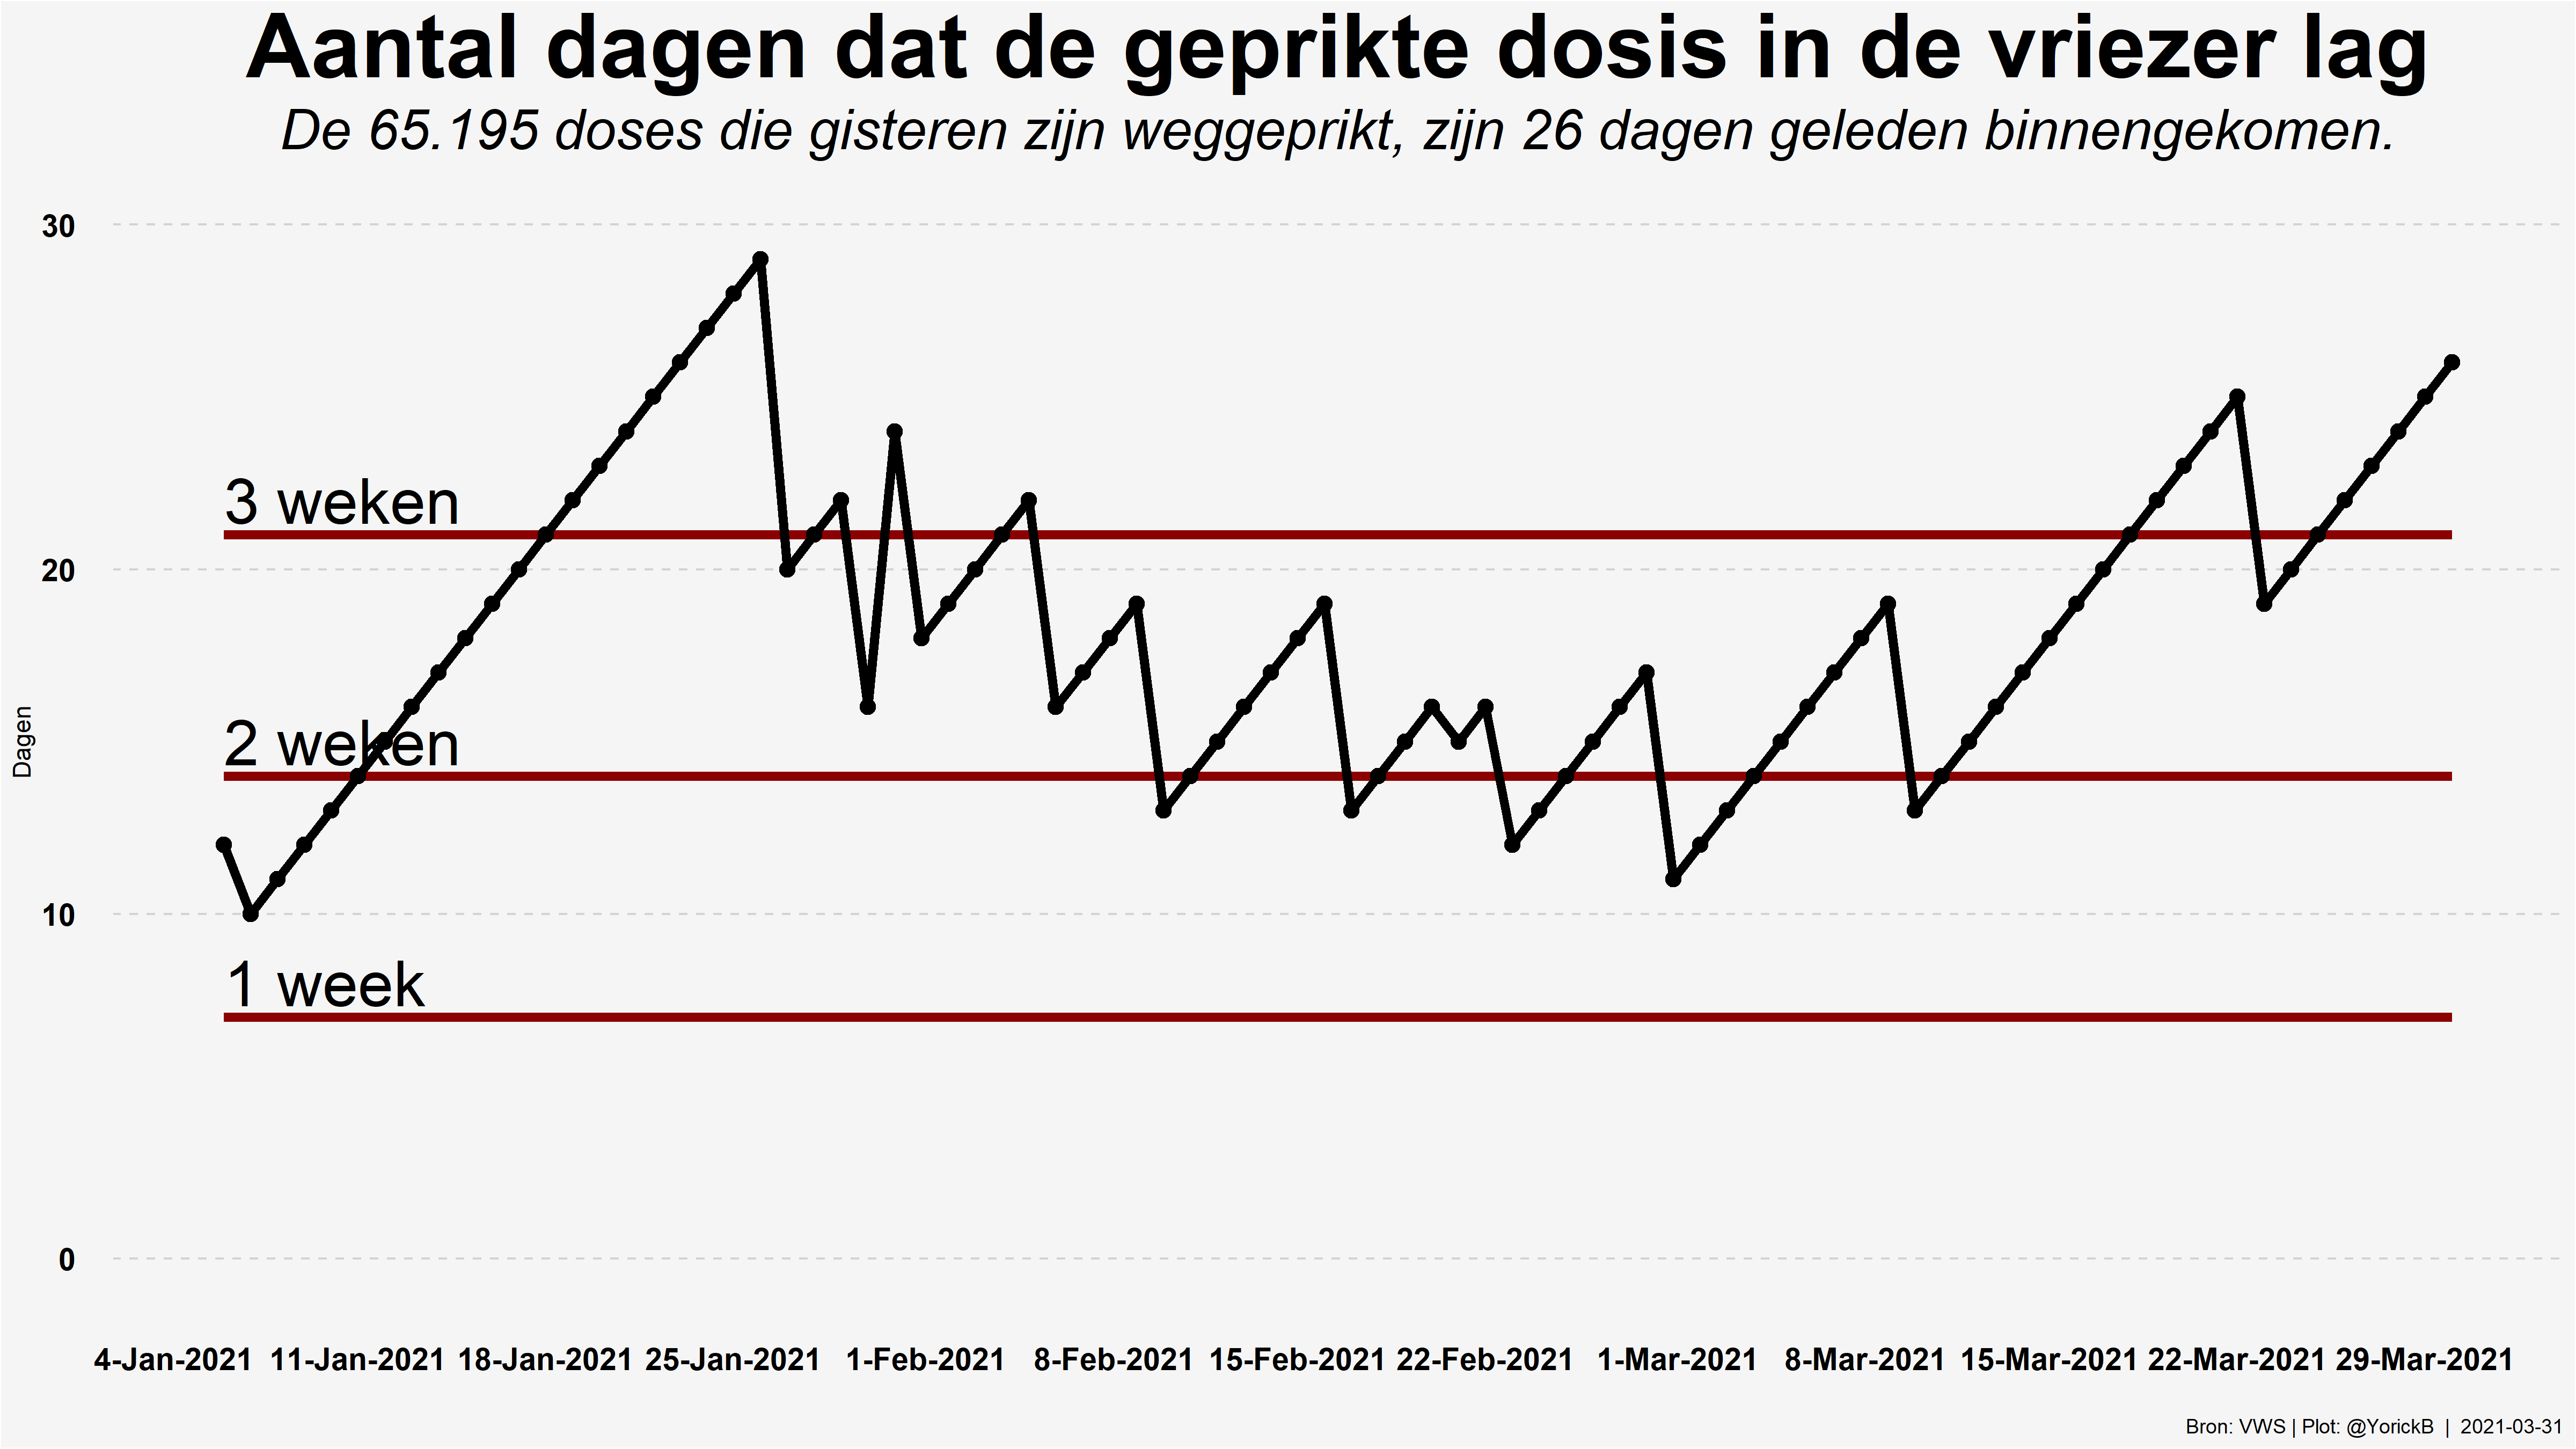 Aantal dagen dat de geprikte dosis in de vriezer lag
De 65.195 doses die gisteren zijn weggeprikt, zijn 26 dagen geleden binnengekomen.
30
3 weken
20
2 weken
Dagen
10
1 week
0
4-Jan-2021 11-Jan-2021 18-Jan-2021 25-Jan-2021 1-Feb-2021 8-Feb-2021 15-Feb-2021 22-Feb-2021 1-Mar-2021 8-Mar-2021 15-Mar-2021 22-Mar-2021 29-Mar-2021
Bron: VWS | Plot: @YorickB | 2021-03-31